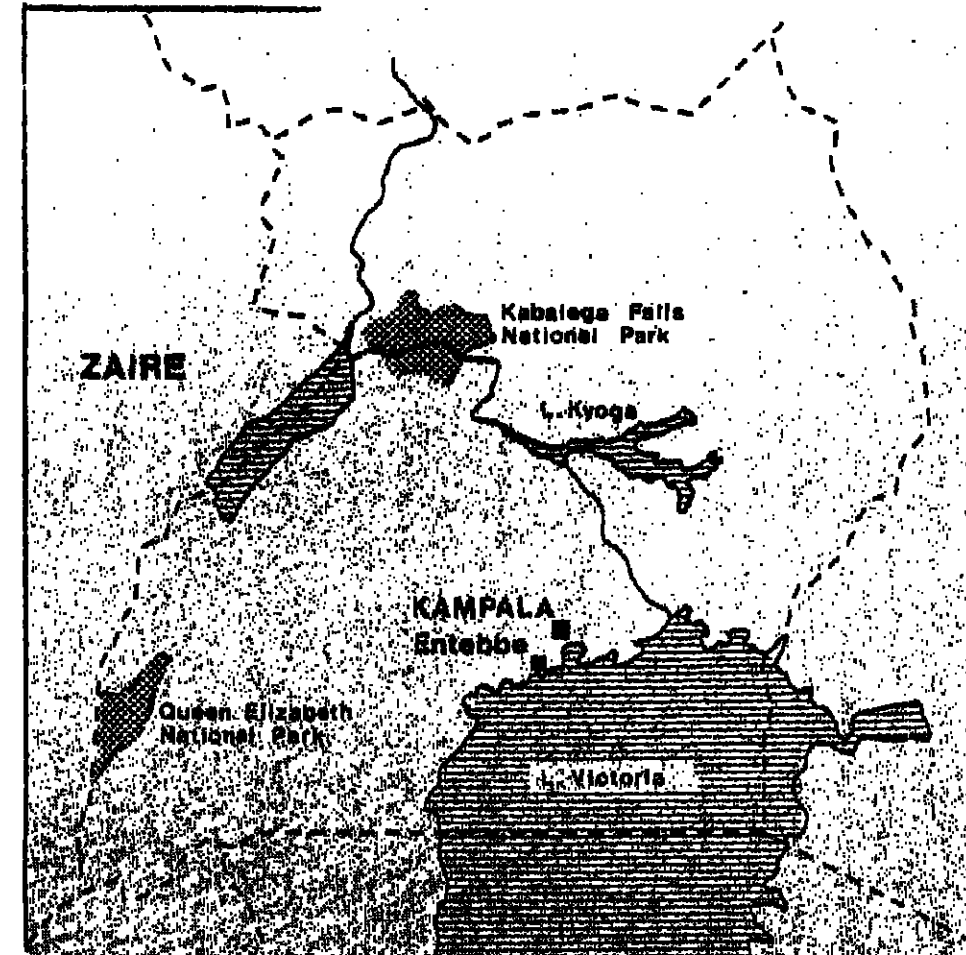 Kabalega Falls
National Park
ZAIRE
L. Kyoga
KAMPALA
Entebbe
Queen Elizabeth
National Park
L. Victoria